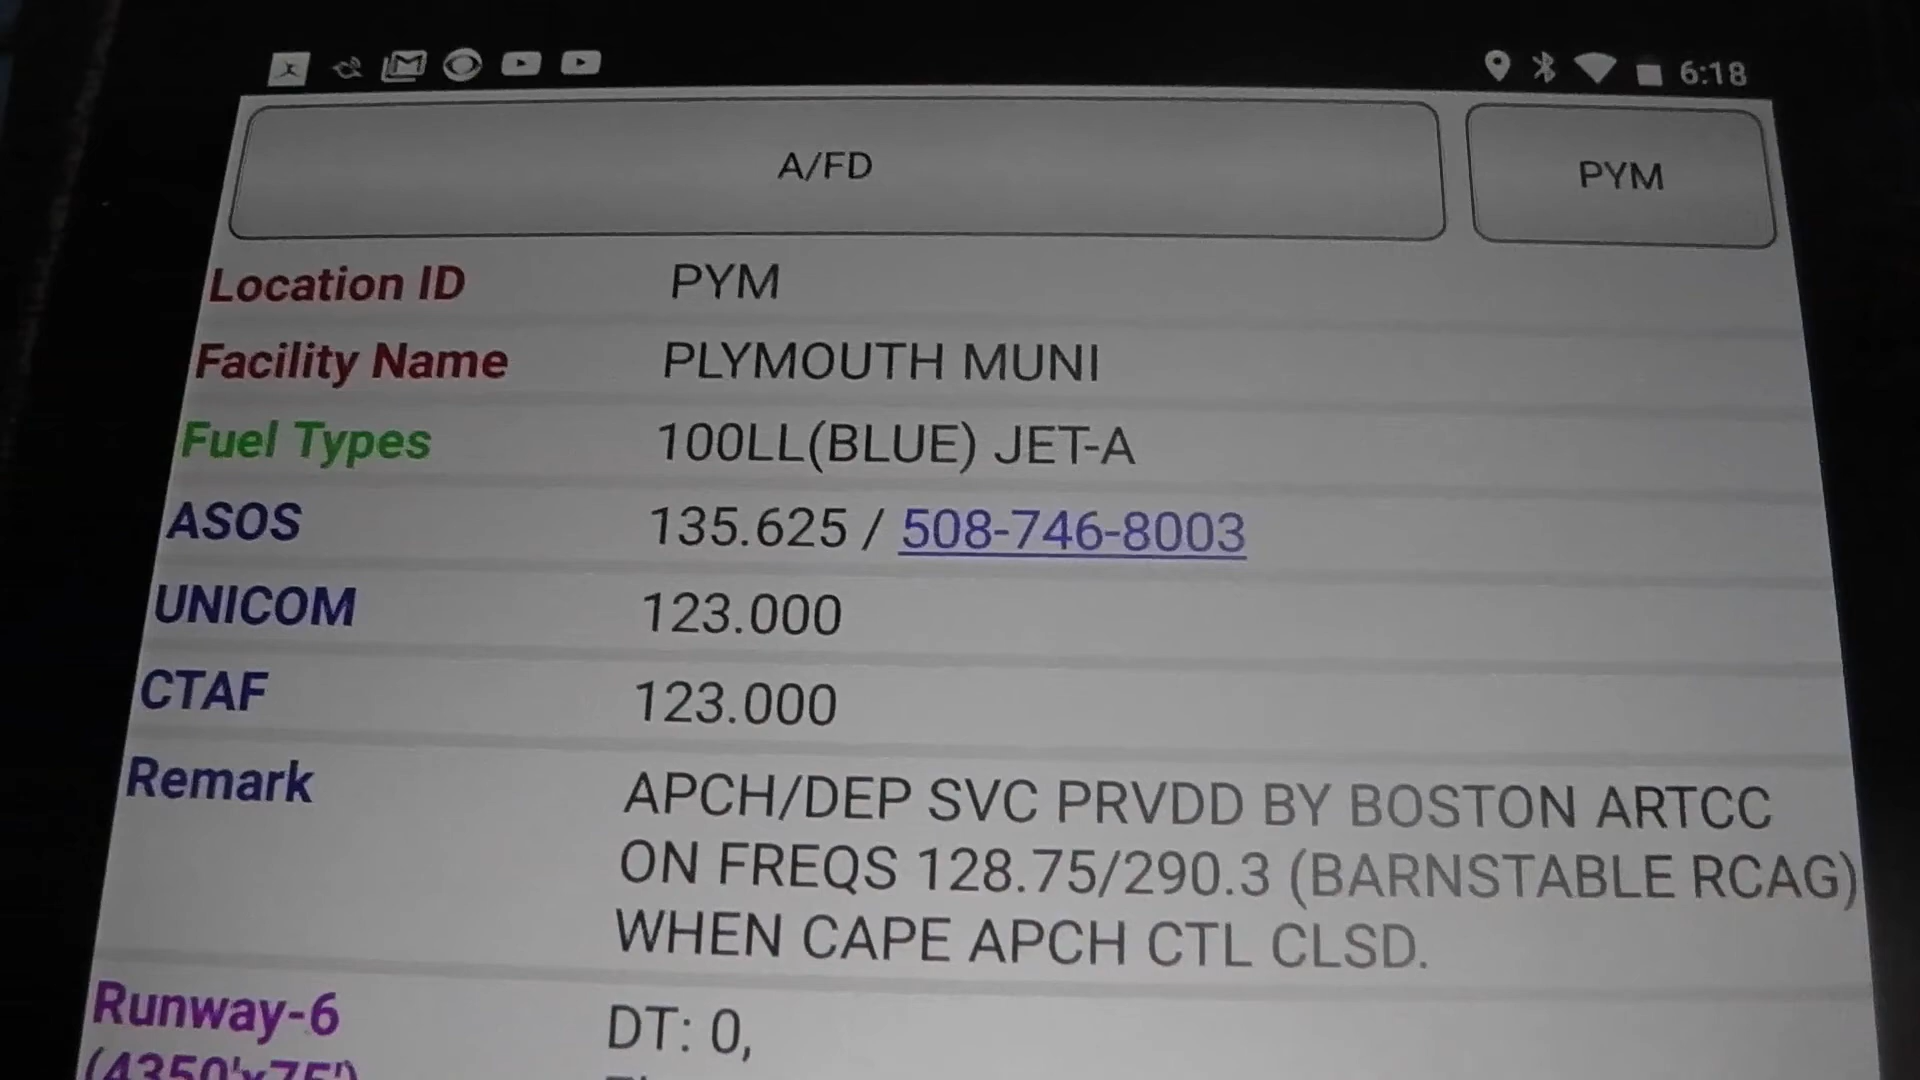 6:18
A/FD PYM
Location ID PYM
Facility Name PLYMOUTH MUNI
Fuel Types 100LL(BLUE) JET-A
ASOS 135.625 / 508-746-8003
UNICOM 123.000
CTAF 123.000
Remark APCH/DEP SVC PRVDD BY BOSTON ARTCC
ON FREQS 128.75/290.3 (BARNSTABLE RCAG)
WHEN CAPE APCH CTL CLSD.
Runway-6 DT: 0,
(4350'x75')